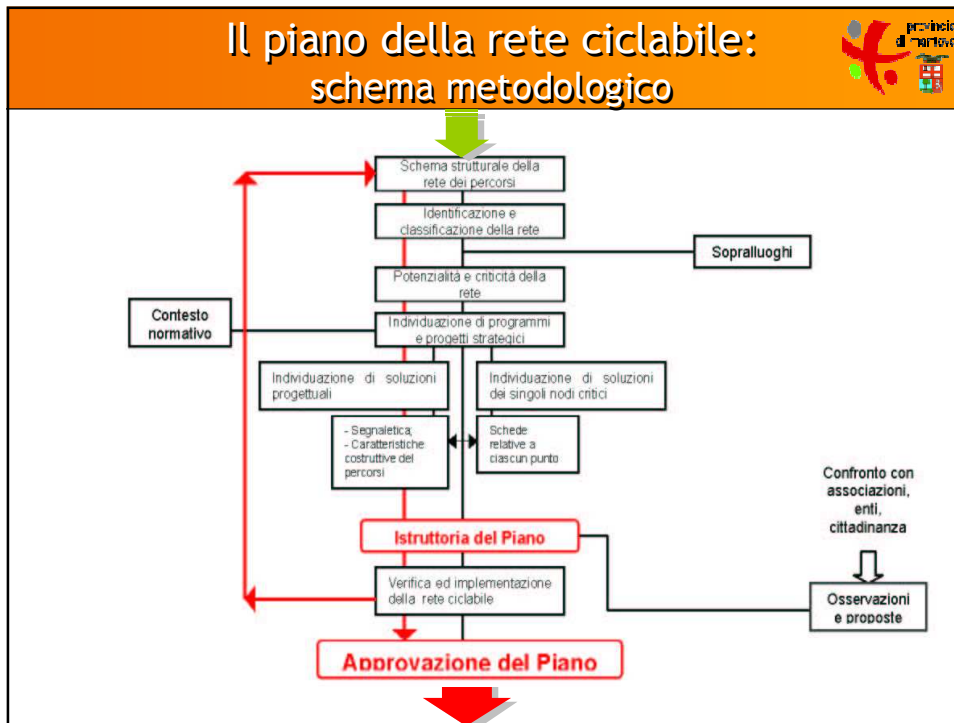 Il piano della rete ciclabile:
schema metodologico
provincia
di mantova
Schema strutturale della
rete dei percorsi
Identificazione e
classificazione della rete
Sopralluoghi
Potenzialità e criticità della
rete
Contesto
normativo
Individuazione di programmi
e progetti strategici
Individuazione di soluzioni
progettuali
Individuazione di soluzioni
dei singoli nodi critici
- Segnaletica;
- Caratteristiche
costruttive dei
percorsi
Schede
relative a
ciascun punto
Confronto con
associazioni,
enti,
cittadinanza
Istruttoria del Piano
Verifica ed implementazione
della rete ciclabile
Osservazioni
e proposte
Approvazione del Piano